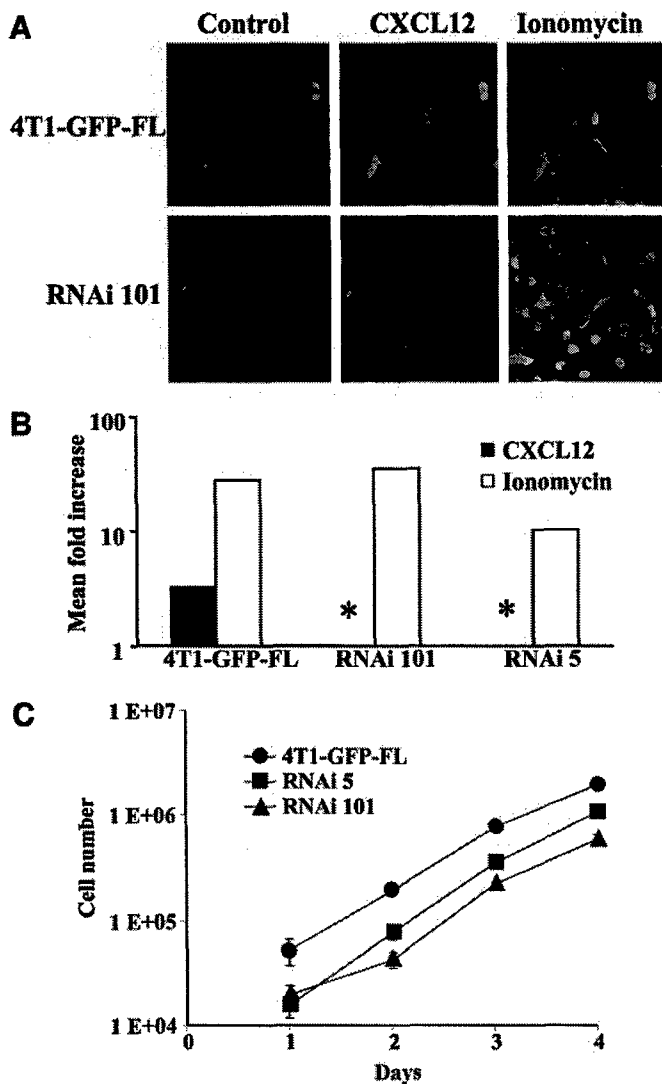 A
Control CXCL12 Ionomycin
4T1-GFP-FL
RNAi 101
B
100
10
1
Mean fold increase
CXCL12
Ionomycin
* *
4T1-GFP-FL RNAi 101 RNAi 5
C
1 E+07
1 E+06
1 E+05
1 E+04
Cell number
4T1-GFP-FL
RNAi 5
RNAi 101
0 1 2 3 4
Days